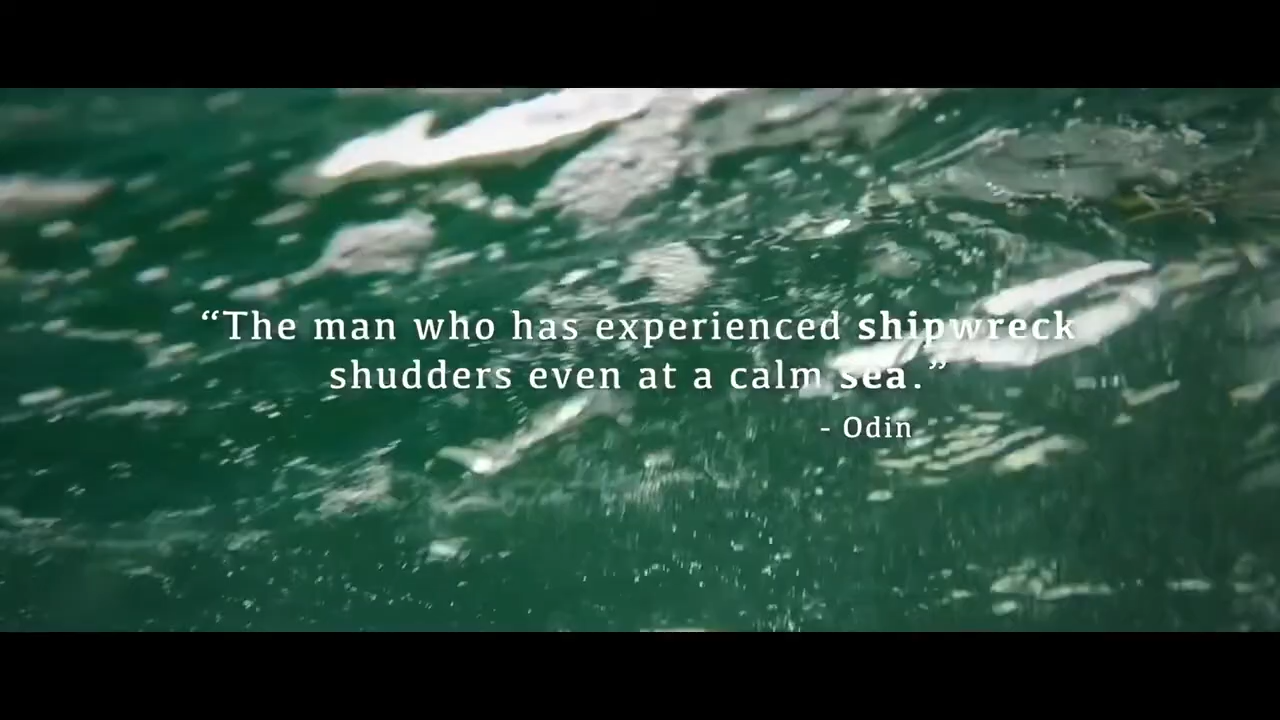 “The man who has experienced shipwreck
shudders even at a calm sea.”
- Odin